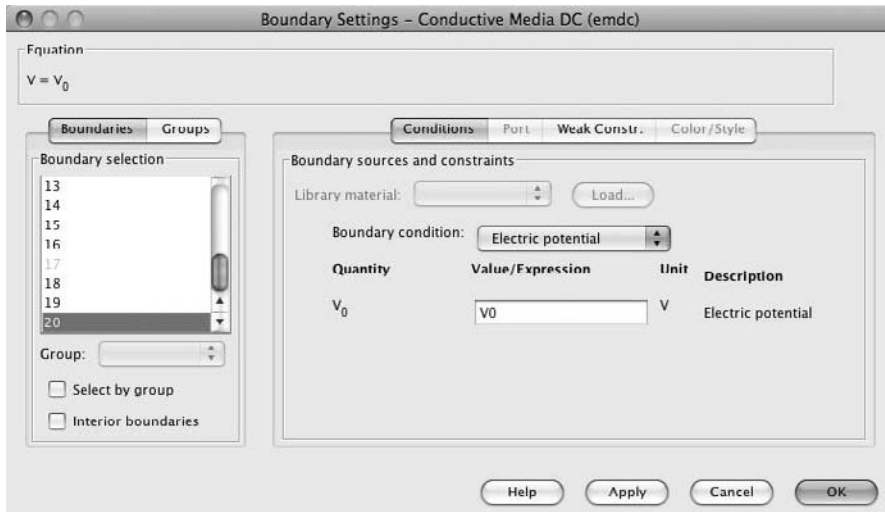 Boundary Settings – Conductive Media DC (emdc)
Equation
V = V0
Boundaries Groups
Boundary selection
13
14
15
16
17
18
19
20
Group:
Select by group
Interior boundaries
Conditions Port Weak Constr. Color/Style
Boundary sources and constraints
Library material: Load...
Boundary condition: Electric potential
Quantity Value/Expression Unit Description
V0 V0 V Electric potential
Help Apply Cancel OK